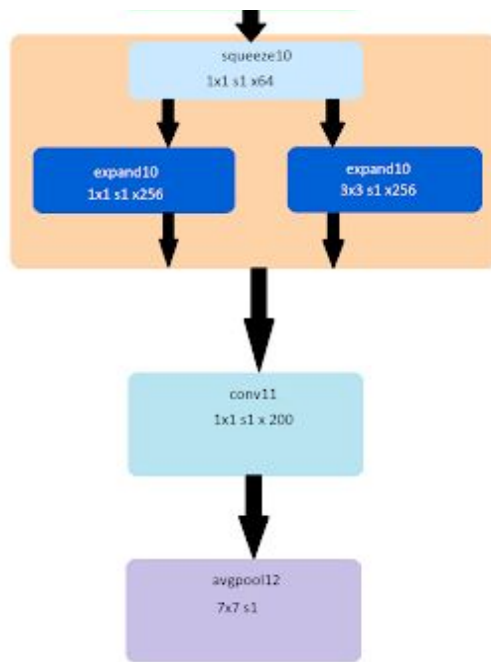 squeeze10
1x1 s1 x64
expand10
1x1 s1 x256
expand10
3x3 s1 x256
conv11
1x1 s1 x 200
avgpool12
7x7 s1